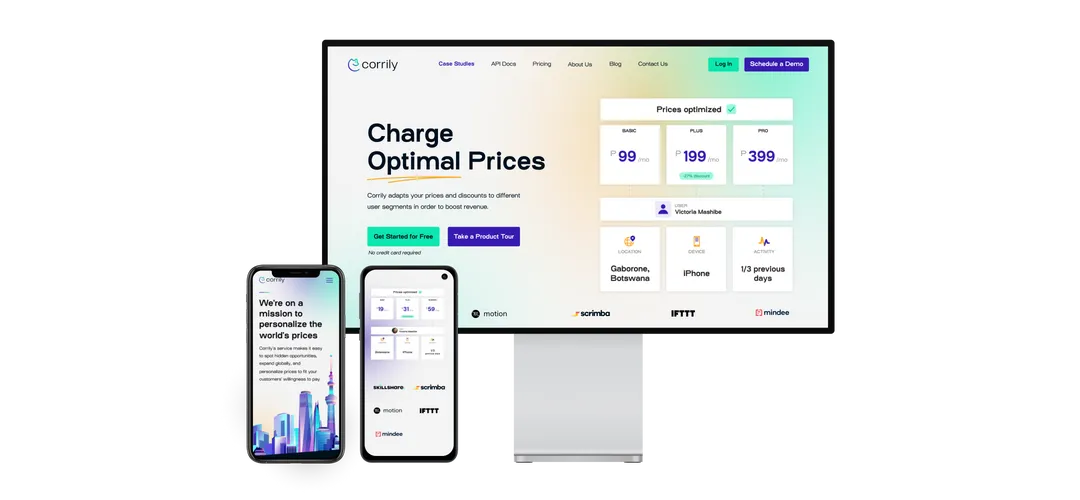 corrily
Case Studies API Docs Pricing About Us Blog Contact Us
Log In Schedule a Demo
Charge
Optimal Prices
Corrily adapts your prices and discounts to different
user segments in order to boost revenue.
Get Started for Free Take a Product Tour
No credit card required
Prices optimized
BASIC PLUS PRO
P 99 /mo P 199 /mo P 399 /mo
USER:
Victoria Mashibe
LOCATION DEVICE ACTIVITY
Gaborone,
Botswana
iPhone
1/3 previous
days
motion scrimba IFTTT mindee
corrily
We're on a
mission to
personalize the
world's prices
Corrily's service makes it easy
to spot hidden opportunities,
expand globally, and
personalize prices to fit your
customers' willingness to pay
Prices optimized
19 31 59
Botswana iPhone 1/3
SKILLSHARE scrimba
motion IFTTT
mindee